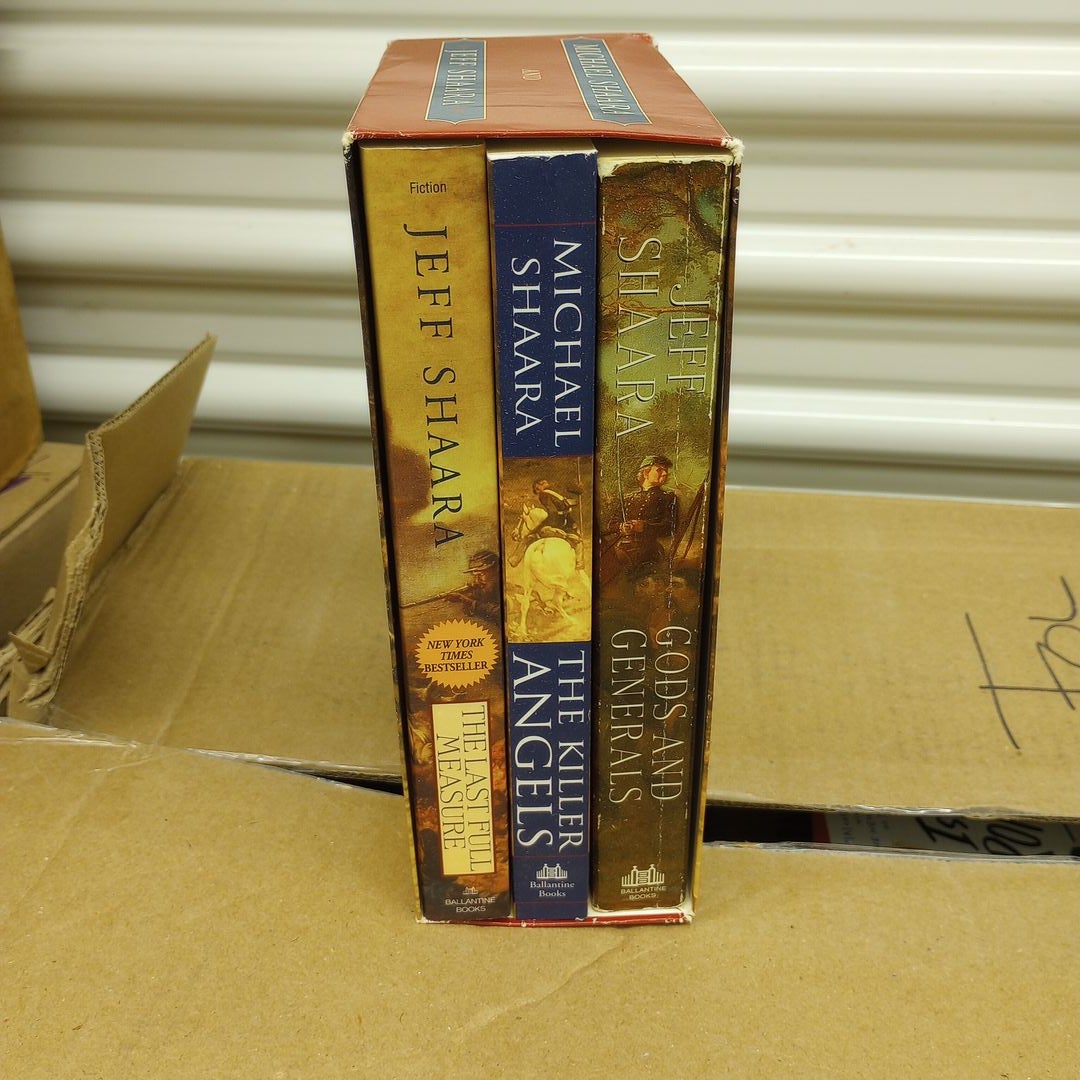 JEFF SHAARA
AND
MICHAEL SHAARA
Fiction
JEFF SHAARA
NEW YORK
TIMES
BESTSELLER
THE LAST FULL
MEASURE
BALLANTINE
BOOKS
MICHAEL
SHAARA
THE KILLER
ANGELS
Ballantine
Books
JEFF
SHAARA
GODS AND
GENERALS
BALLANTINE
BOOKS